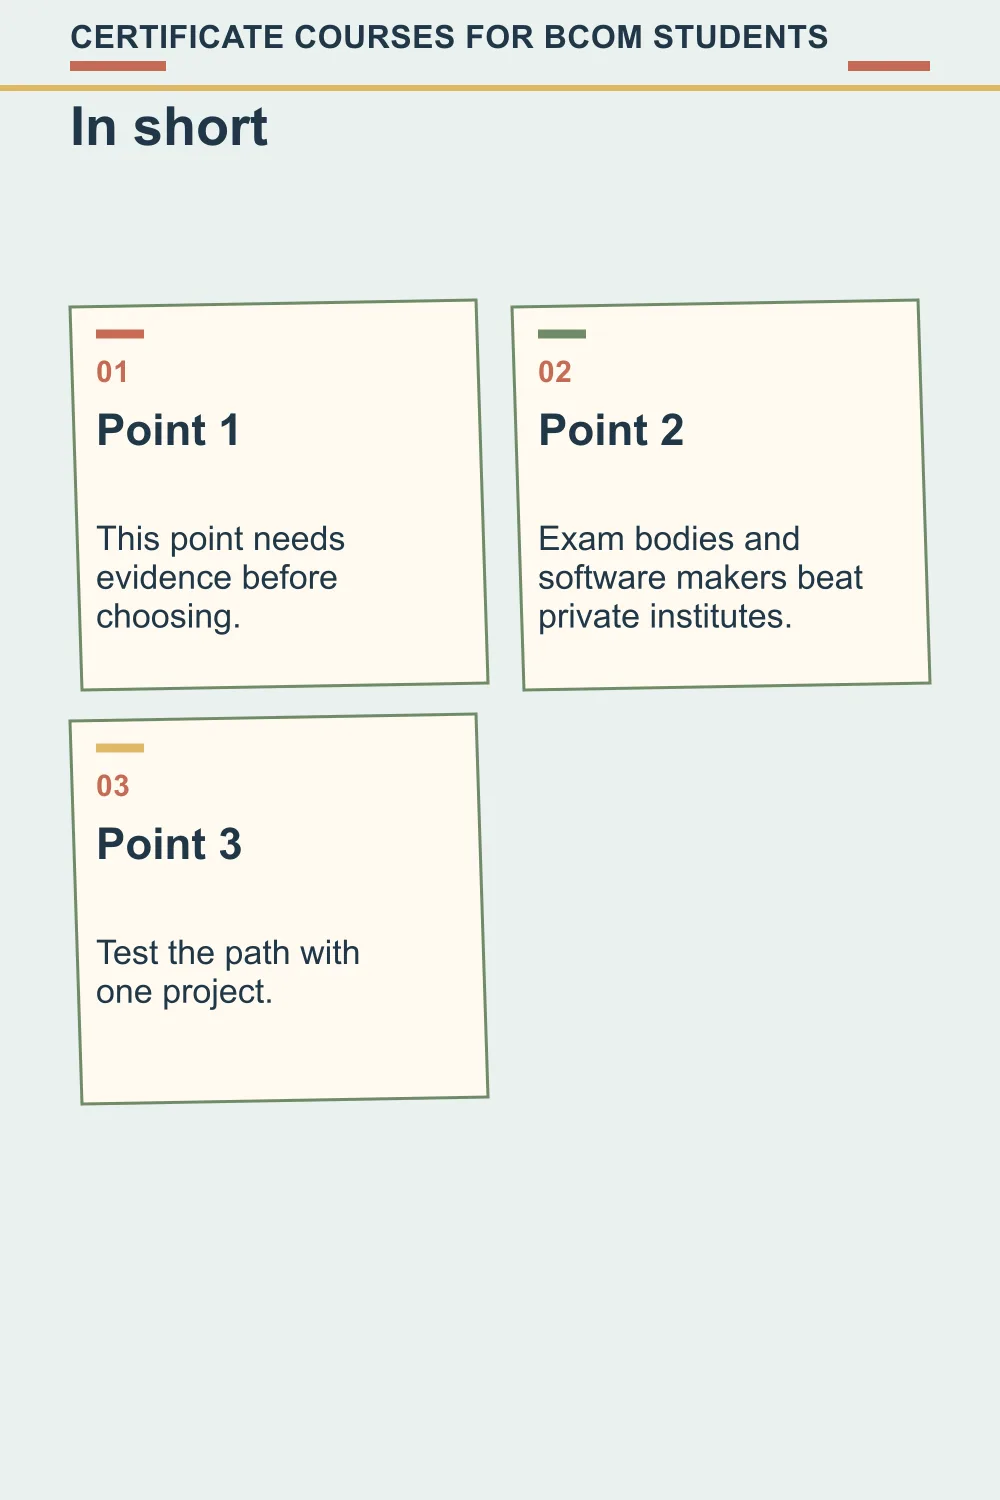 CERTIFICATE COURSES FOR BCOM STUDENTS
In short
01
Point 1
This point needs
evidence before
choosing.
02
Point 2
Exam bodies and
software makers beat
private institutes.
03
Point 3
Test the path with
one project.